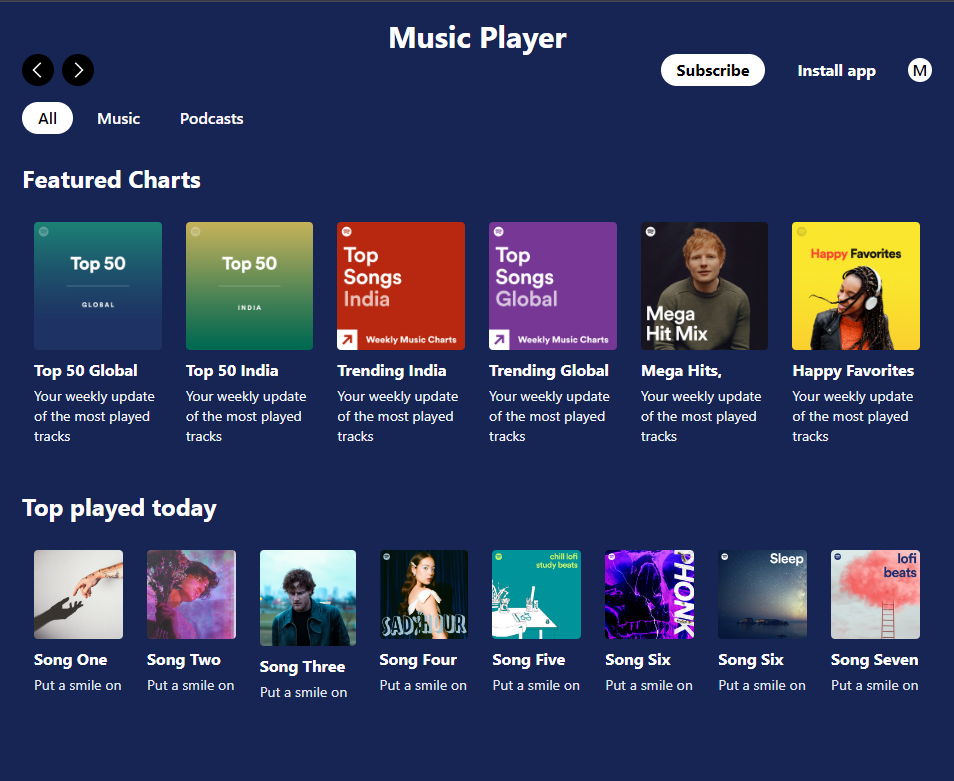 Music Player
Subscribe
Install app
M
All
Music
Podcasts
Featured Charts
Top 50
GLOBAL
Top 50
INDIA
Top
Songs
India
Weekly Music Charts
Top
Songs
Global
Weekly Music Charts
Mega
Hit Mix
Happy Favorites
Top 50 Global
Your weekly update
of the most played
tracks
Top 50 India
Your weekly update
of the most played
tracks
Trending India
Your weekly update
of the most played
tracks
Trending Global
Your weekly update
of the most played
tracks
Mega Hits,
Your weekly update
of the most played
tracks
Happy Favorites
Your weekly update
of the most played
tracks
Top played today
SAD HOUR
chill lofi
study beats
PHONK
Sleep
lofi
beats
Song One
Put a smile on
Song Two
Put a smile on
Song Three
Put a smile on
Song Four
Put a smile on
Song Five
Put a smile on
Song Six
Put a smile on
Song Six
Put a smile on
Song Seven
Put a smile on